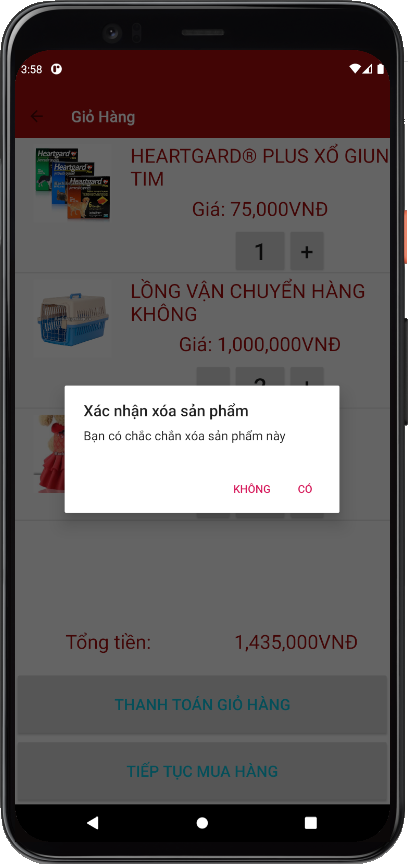 3:58
Giỏ Hàng
Heartgard
HEARTGARD® PLUS XỔ GIUN
TIM
Giá: 75,000VNĐ
1 +
LỒNG VẬN CHUYỂN HÀNG
KHÔNG
Giá: 1,000,000VNĐ
Xác nhận xóa sản phẩm
Bạn có chắc chắn xóa sản phẩm này
KHÔNG CÓ
Tổng tiền: 1,435,000VNĐ
THANH TOÁN GIỎ HÀNG
TIẾP TỤC MUA HÀNG